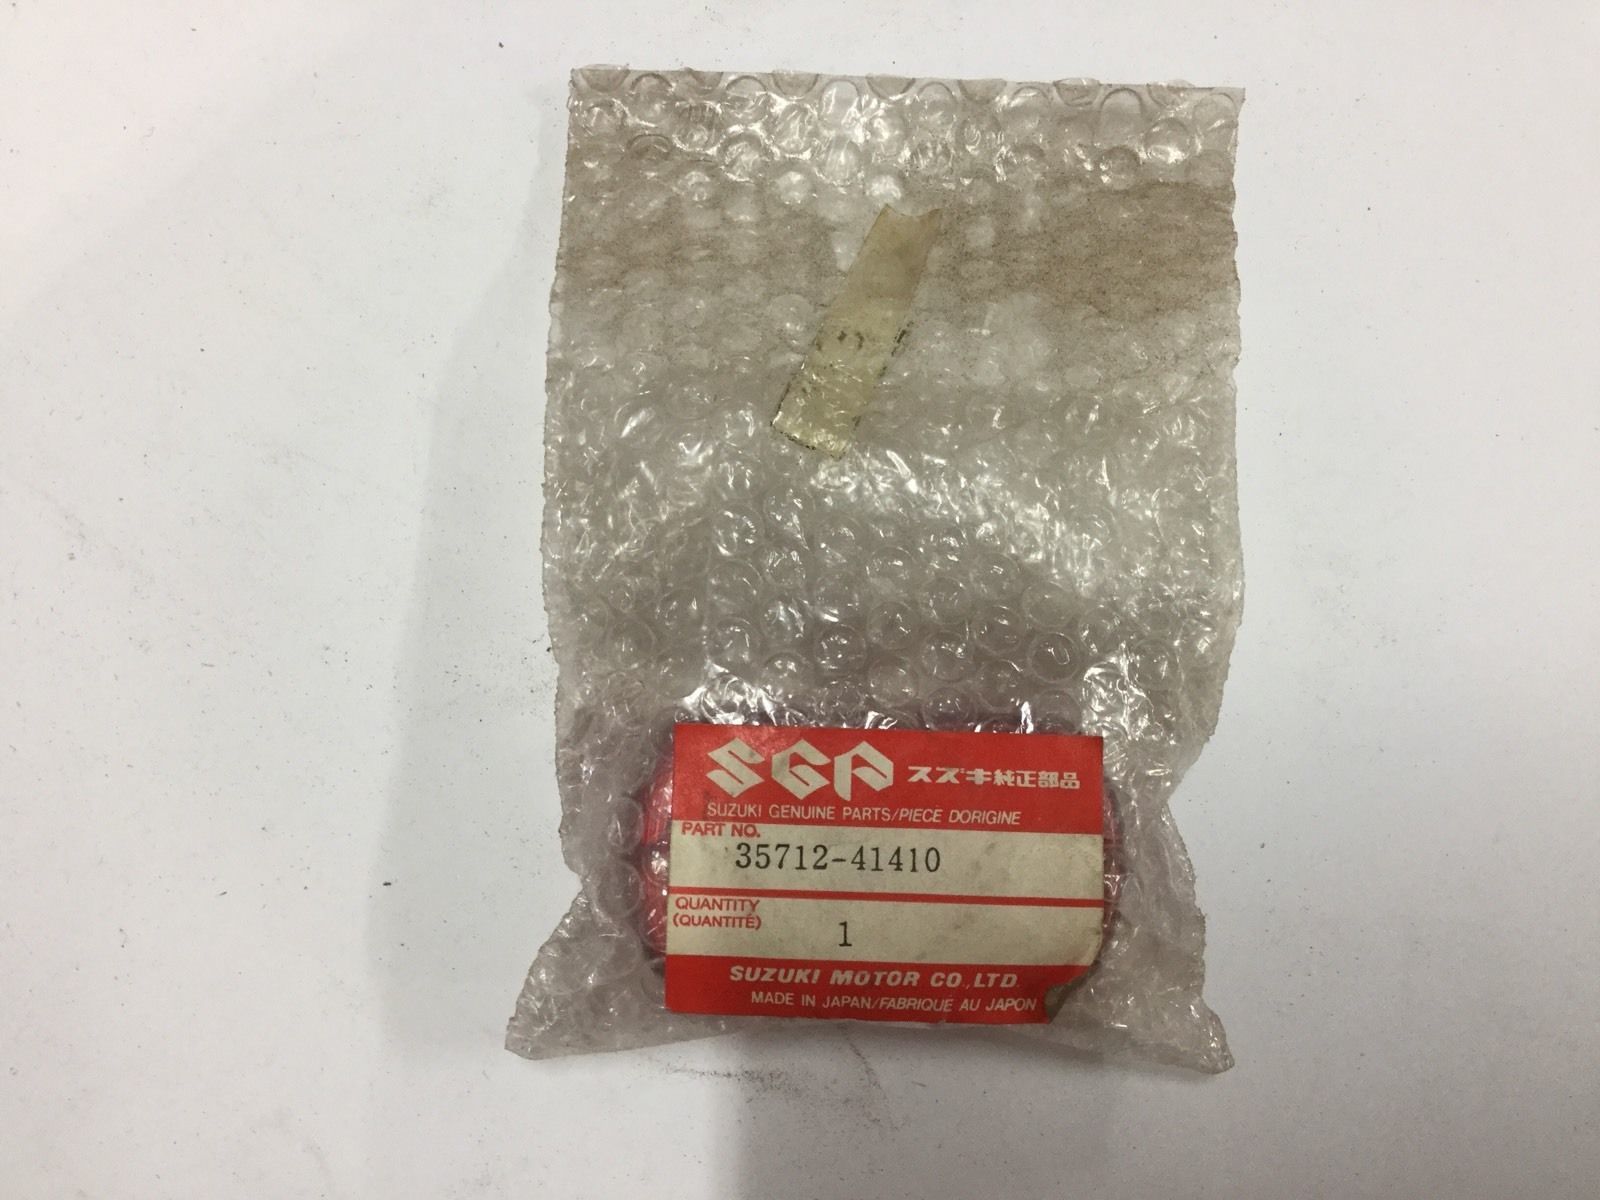 SGP スズキ純正部品
SUZUKI GENUINE PARTS/PIECE DORIGINE
PART NO.
35712-41410
QUANTITY
(QUANTITÉ)
1
SUZUKI MOTOR CO.,LTD.
MADE IN JAPAN/FABRIQUE AU JAPON